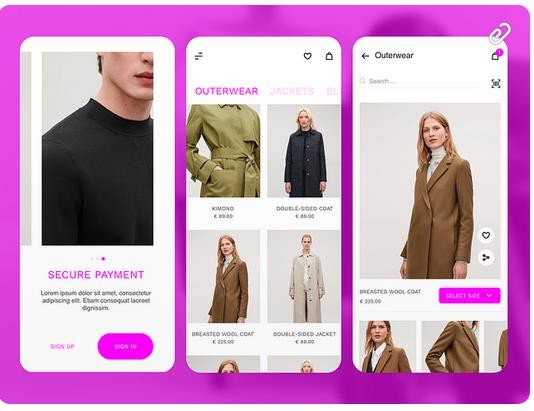 SECURE PAYMENT
Lorem ipsum dolor sit amet, consectetur
adipiscing elit. Etiam consequat laoreet
dignissim.
SIGN UP
SIGN IN
OUTERWEAR JACKETS BL
KIMONO
€ 89.00
DOUBLE-SIDED COAT
€ 89.00
BREASTED WOOL COAT
€ 225.00
DOUBLE-SIDED JACKET
€ 89.00
Outerwear
Search ...
BREASTED WOOL COAT
€ 225.00
SELECT SIZE